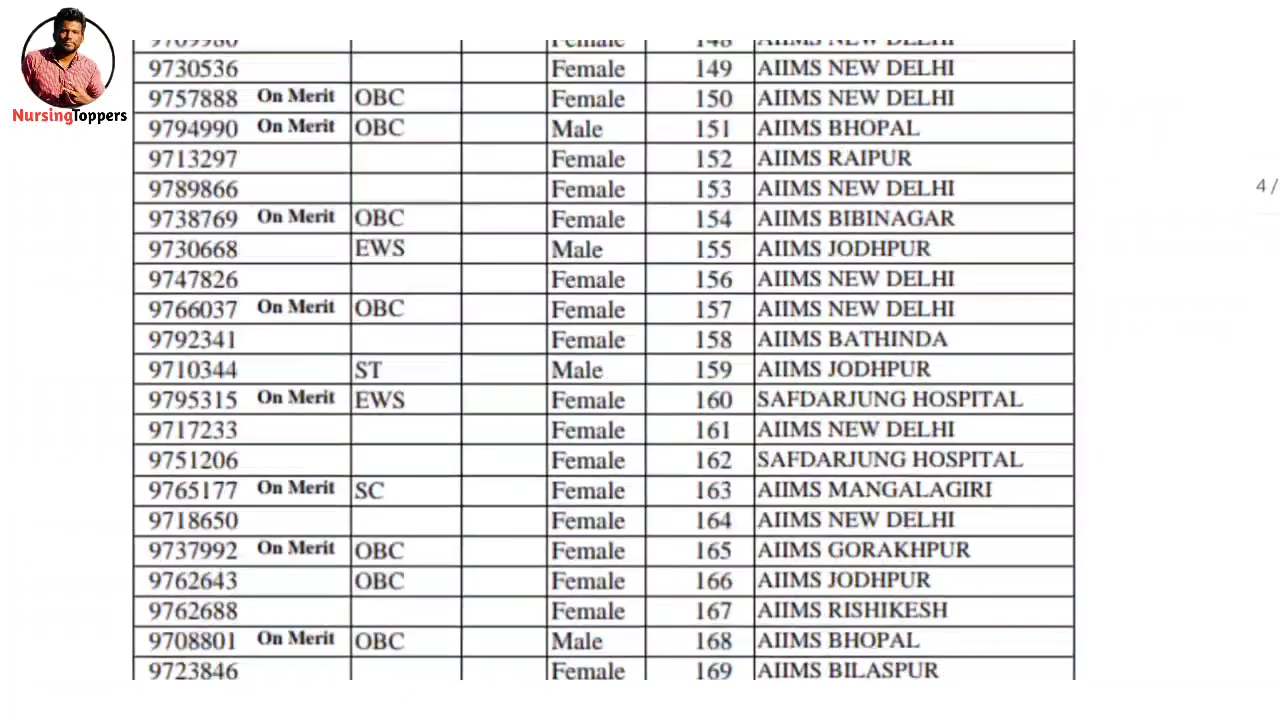 9709980 Female 148 AIIMS NEW DELHI
9730536 Female 149 AIIMS NEW DELHI
9757888 On Merit OBC Female 150 AIIMS NEW DELHI
NursingToppers
9794990 On Merit OBC Male 151 AIIMS BHOPAL
9713297 Female 152 AIIMS RAIPUR
4 /
9789866 Female 153 AIIMS NEW DELHI
9738769 On Merit OBC Female 154 AIIMS BIBINAGAR
9730668 EWS Male 155 AIIMS JODHPUR
9747826 Female 156 AIIMS NEW DELHI
9766037 On Merit OBC Female 157 AIIMS NEW DELHI
9792341 Female 158 AIIMS BATHINDA
9710344 ST Male 159 AIIMS JODHPUR
9795315 On Merit EWS Female 160 SAFDARJUNG HOSPITAL
9717233 Female 161 AIIMS NEW DELHI
9751206 Female 162 SAFDARJUNG HOSPITAL
9765177 On Merit SC Female 163 AIIMS MANGALAGIRI
9718650 Female 164 AIIMS NEW DELHI
9737992 On Merit OBC Female 165 AIIMS GORAKHPUR
9762643 OBC Female 166 AIIMS JODHPUR
9762688 Female 167 AIIMS RISHIKESH
9708801 On Merit OBC Male 168 AIIMS BHOPAL
9723846 Female 169 AIIMS BILASPUR